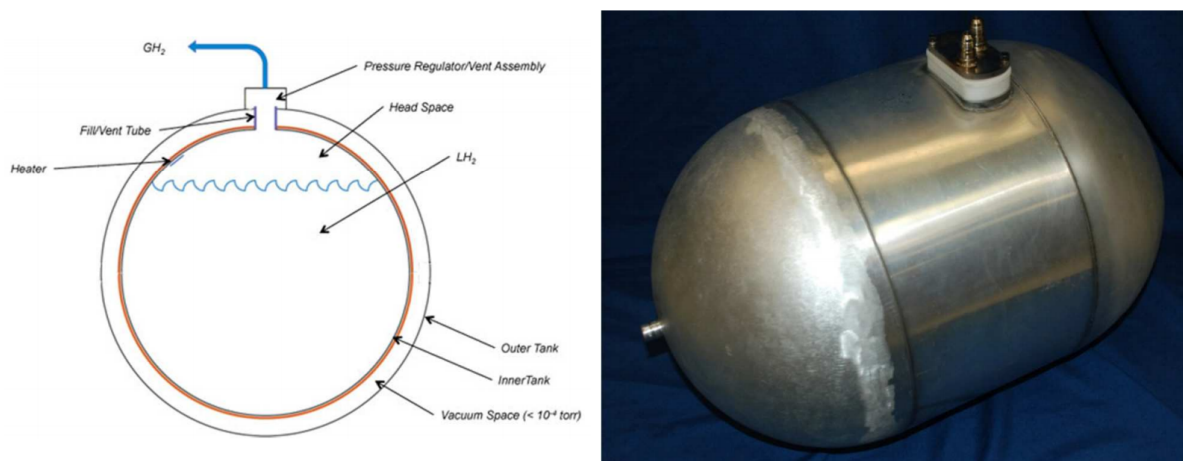 GH₂
Pressure Regulator/Vent Assembly
Head Space
Fill/Vent Tube
Heater
LH₂
Outer Tank
InnerTank
Vacuum Space (< 10⁻⁴ torr)